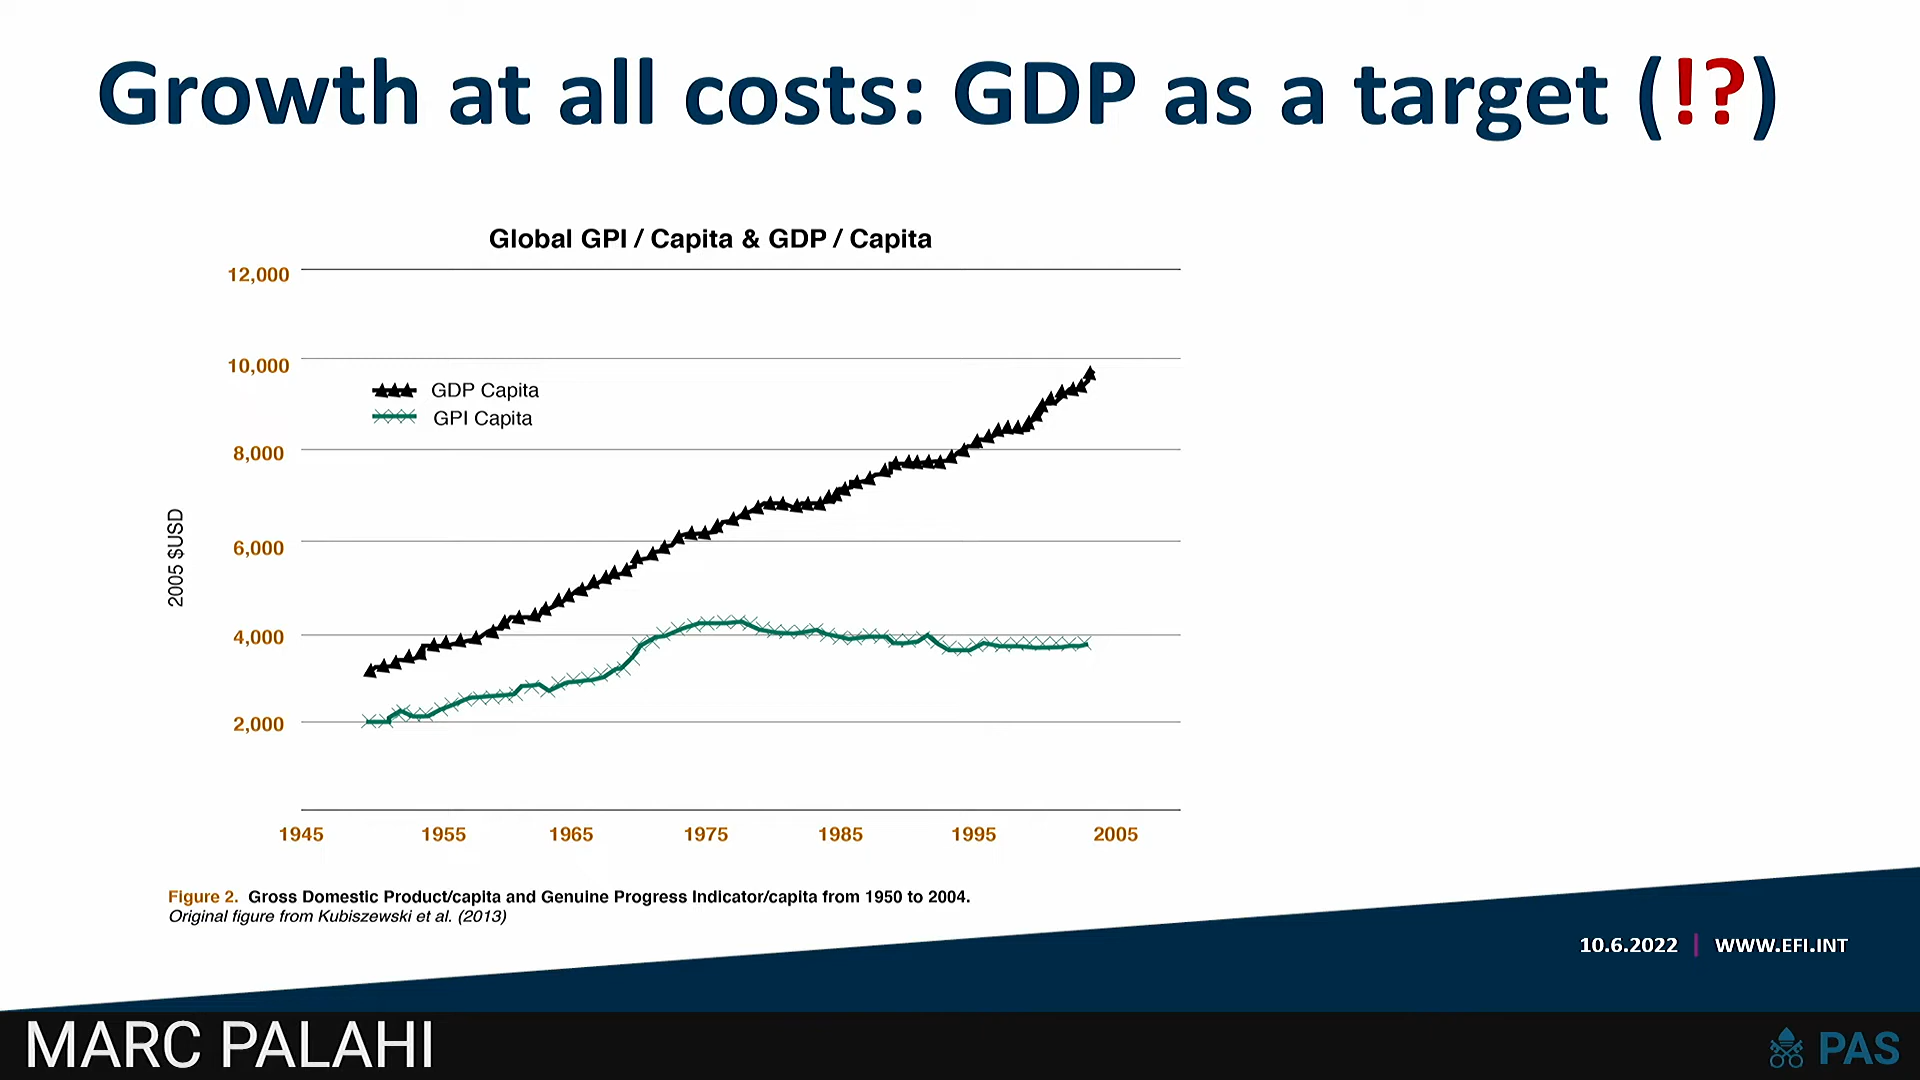 Growth at all costs: GDP as a target (!?)
Global GPI / Capita & GDP / Capita
12,000
10,000
8,000
6,000
4,000
2,000
2005 $USD
GDP Capita
GPI Capita
1945 1955 1965 1975 1985 1995 2005
Figure 2. Gross Domestic Product/capita and Genuine Progress Indicator/capita from 1950 to 2004.
Original figure from Kubiszewski et al. (2013)
10.6.2022 | WWW.EFI.INT
MARC PALAHI
PAS